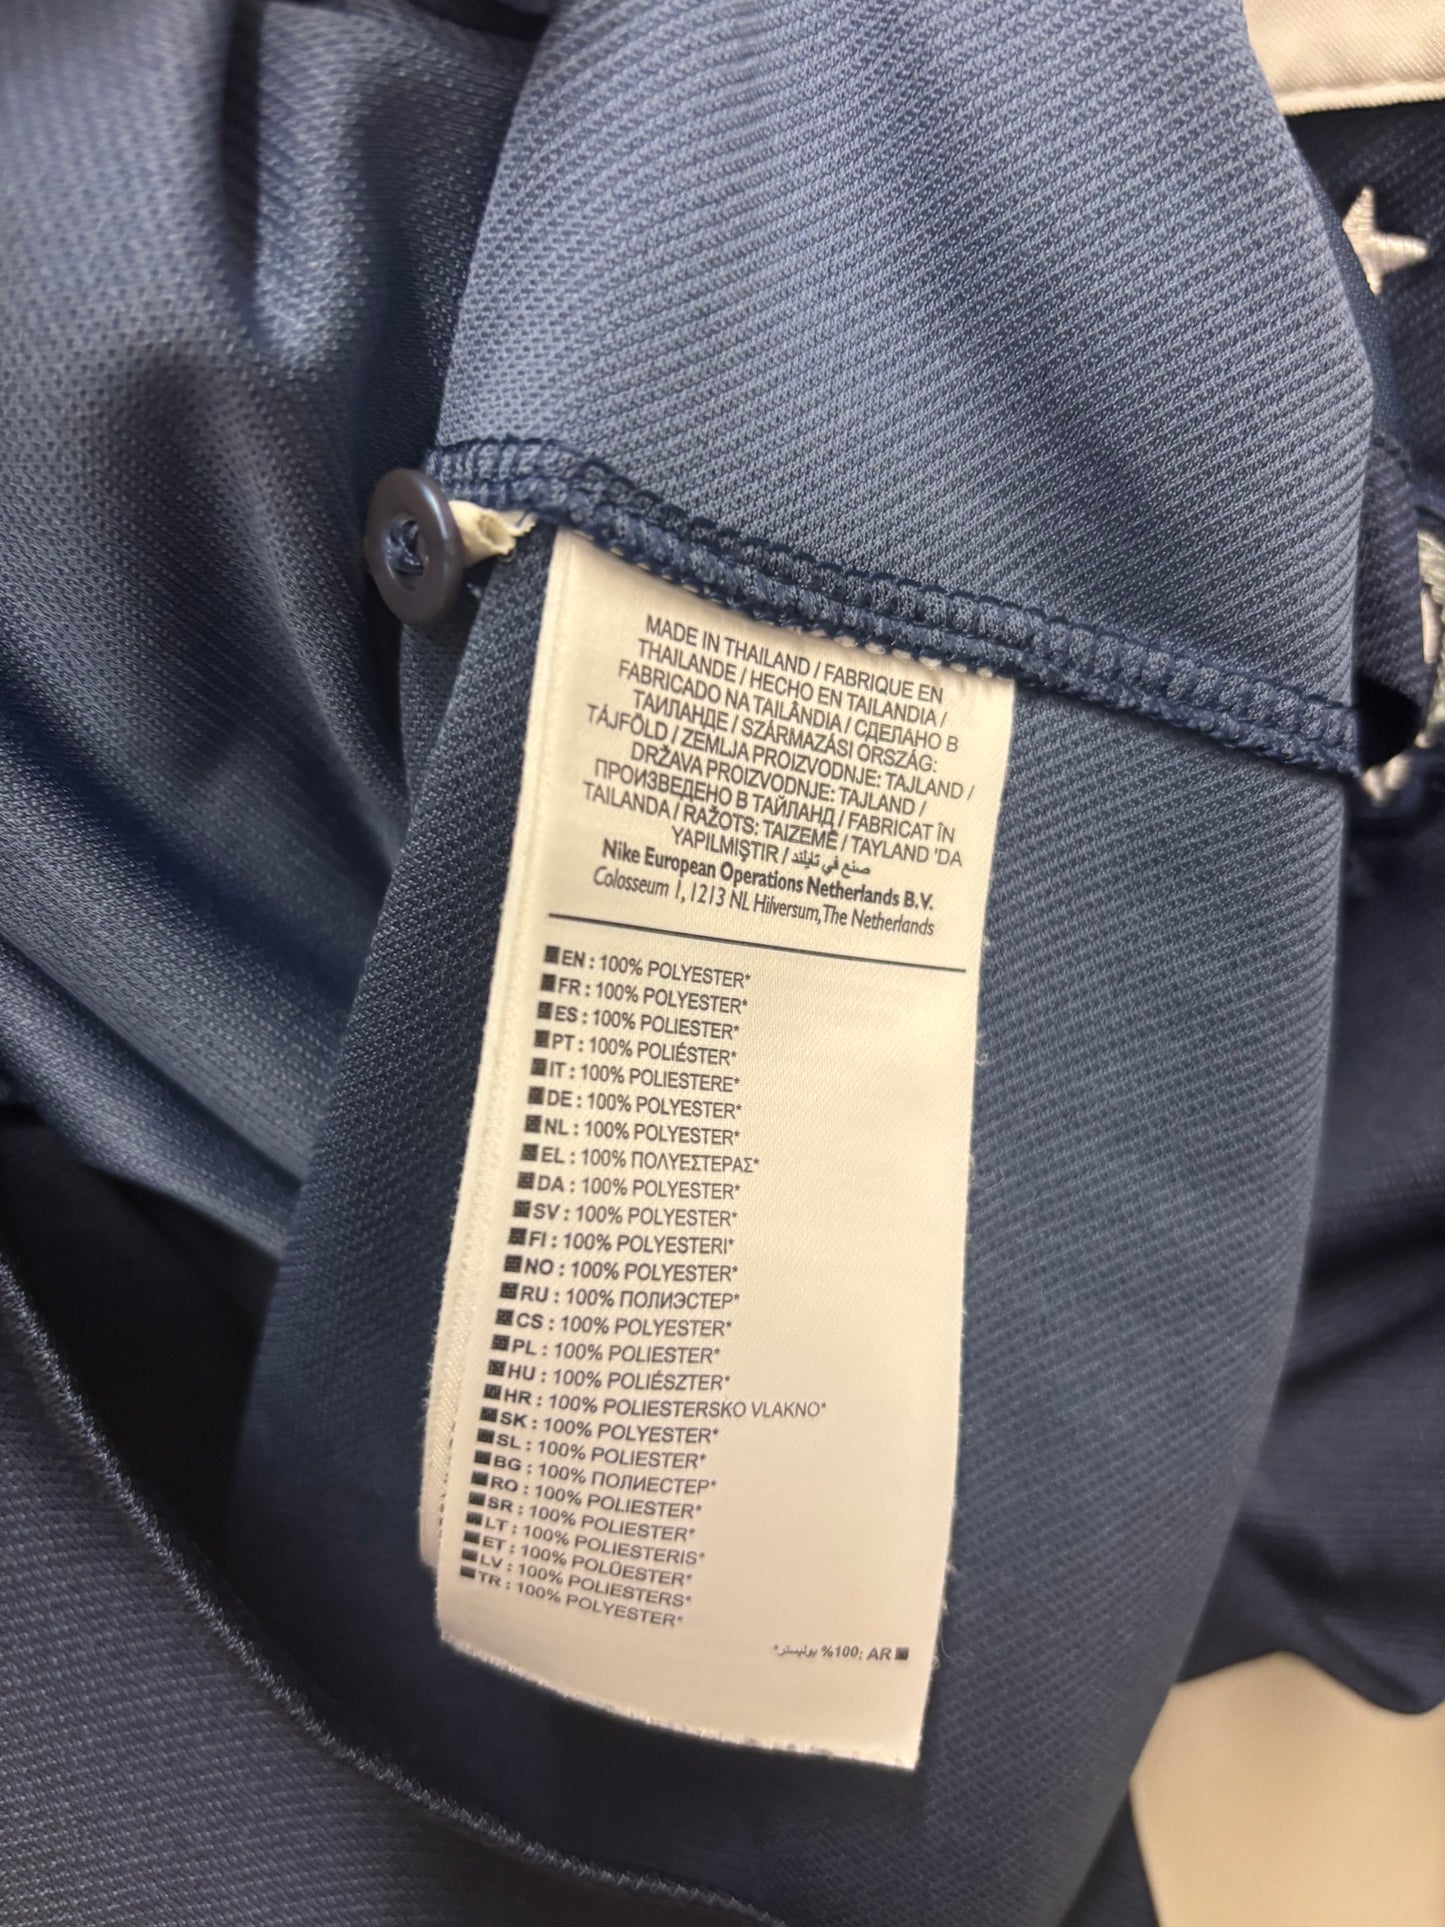 MADE IN THAILAND / FABRIQUE EN
THAILANDE / HECHO EN TAILANDIA /
FABRICADO NA TAILÂNDIA / СДЕЛАНО В
ТАИЛАНДЕ / SZÁRMAZÁSI ORSZÁG:
TÁJFÖLD / ZEMLJA PROIZVODNJE: TAJLAND /
DRŽAVA PROIZVODNJE: TAJLAND /
ПРОИЗВЕДЕНО В ТАЙЛАНД / FABRICAT ÎN
TAILANDA / RAŽOTS: TAIZEMĒ / TAYLAND 'DA
YAPILMIŞTIR / صنع في تايلند
Nike European Operations Netherlands B.V.
Colosseum 1, 1213 NL Hilversum, The Netherlands
EN : 100% POLYESTER*
FR : 100% POLYESTER*
ES : 100% POLIESTER*
PT : 100% POLIÉSTER*
IT : 100% POLIESTERE*
DE : 100% POLYESTER*
NL : 100% POLYESTER*
EL : 100% ΠΟΛΥΕΣΤΕΡΑΣ*
DA : 100% POLYESTER*
SV : 100% POLYESTER*
FI : 100% POLYESTERI*
NO : 100% POLYESTER*
RU : 100% ПОЛИЭСТЕР*
CS : 100% POLYESTER*
PL : 100% POLIESTER*
HU : 100% POLIÉSZTER*
HR : 100% POLIESTERSKO VLAKNO*
SK : 100% POLYESTER*
SL : 100% POLIESTER*
BG : 100% ПОЛИЕСТЕР*
RO : 100% POLIESTER*
SR : 100% POLIESTER*
LT : 100% POLIESTERIS*
ET : 100% POLÜESTER*
LV : 100% POLIESTERS*
TR : 100% POLYESTER*
AR :100% بوليستر*